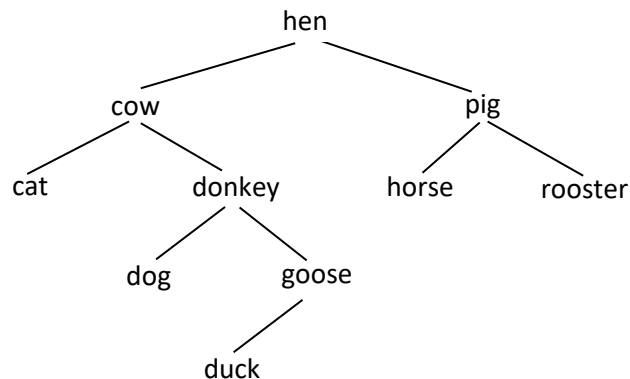 hen
cow pig
cat donkey horse rooster
dog goose
duck